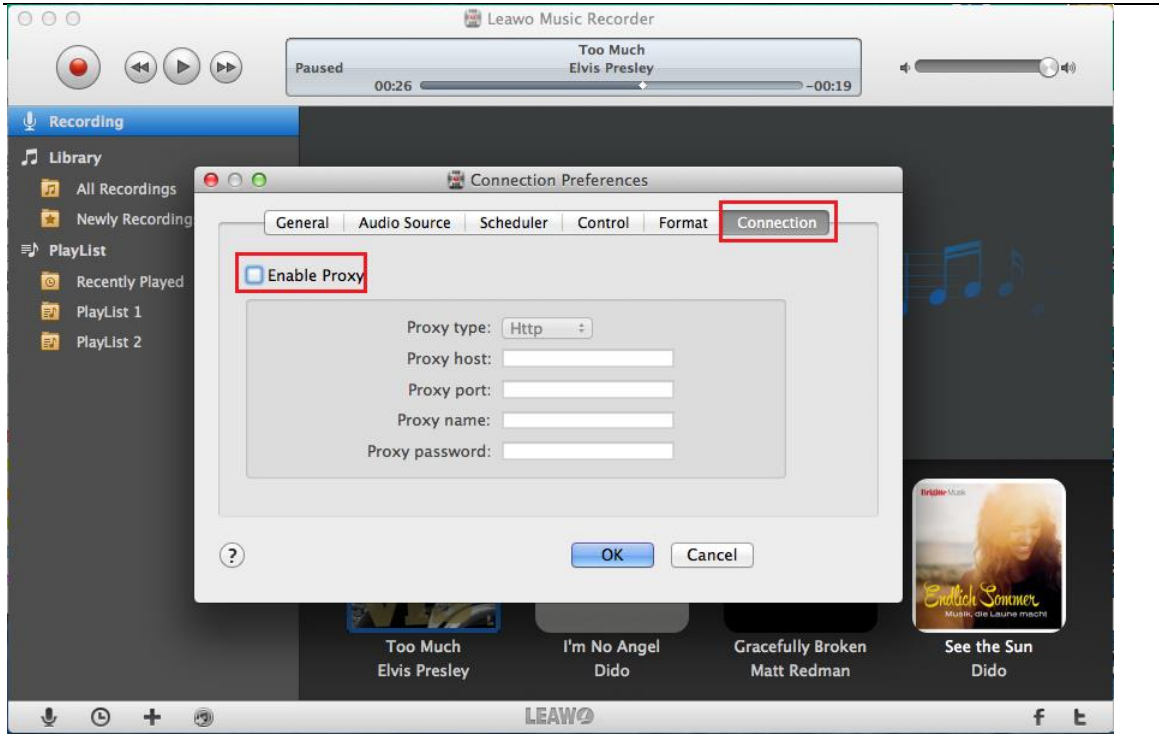 Leawo Music Recorder
Too Much
Paused
Elvis Presley
00:26
-00:19
Recording
Library
All Recordings
Newly Recording
PlayList
Recently Played
PlayList 1
PlayList 2
Connection Preferences
General Audio Source Scheduler Control Format Connection
Enable Proxy
Proxy type: Http
Proxy host:
Proxy port:
Proxy name:
Proxy password:
?
OK Cancel
Brigitte Musik
Endlich Sommer
Musik, die Laune macht
Too Much
Elvis Presley
I'm No Angel
Dido
Gracefully Broken
Matt Redman
See the Sun
Dido
LEAWO